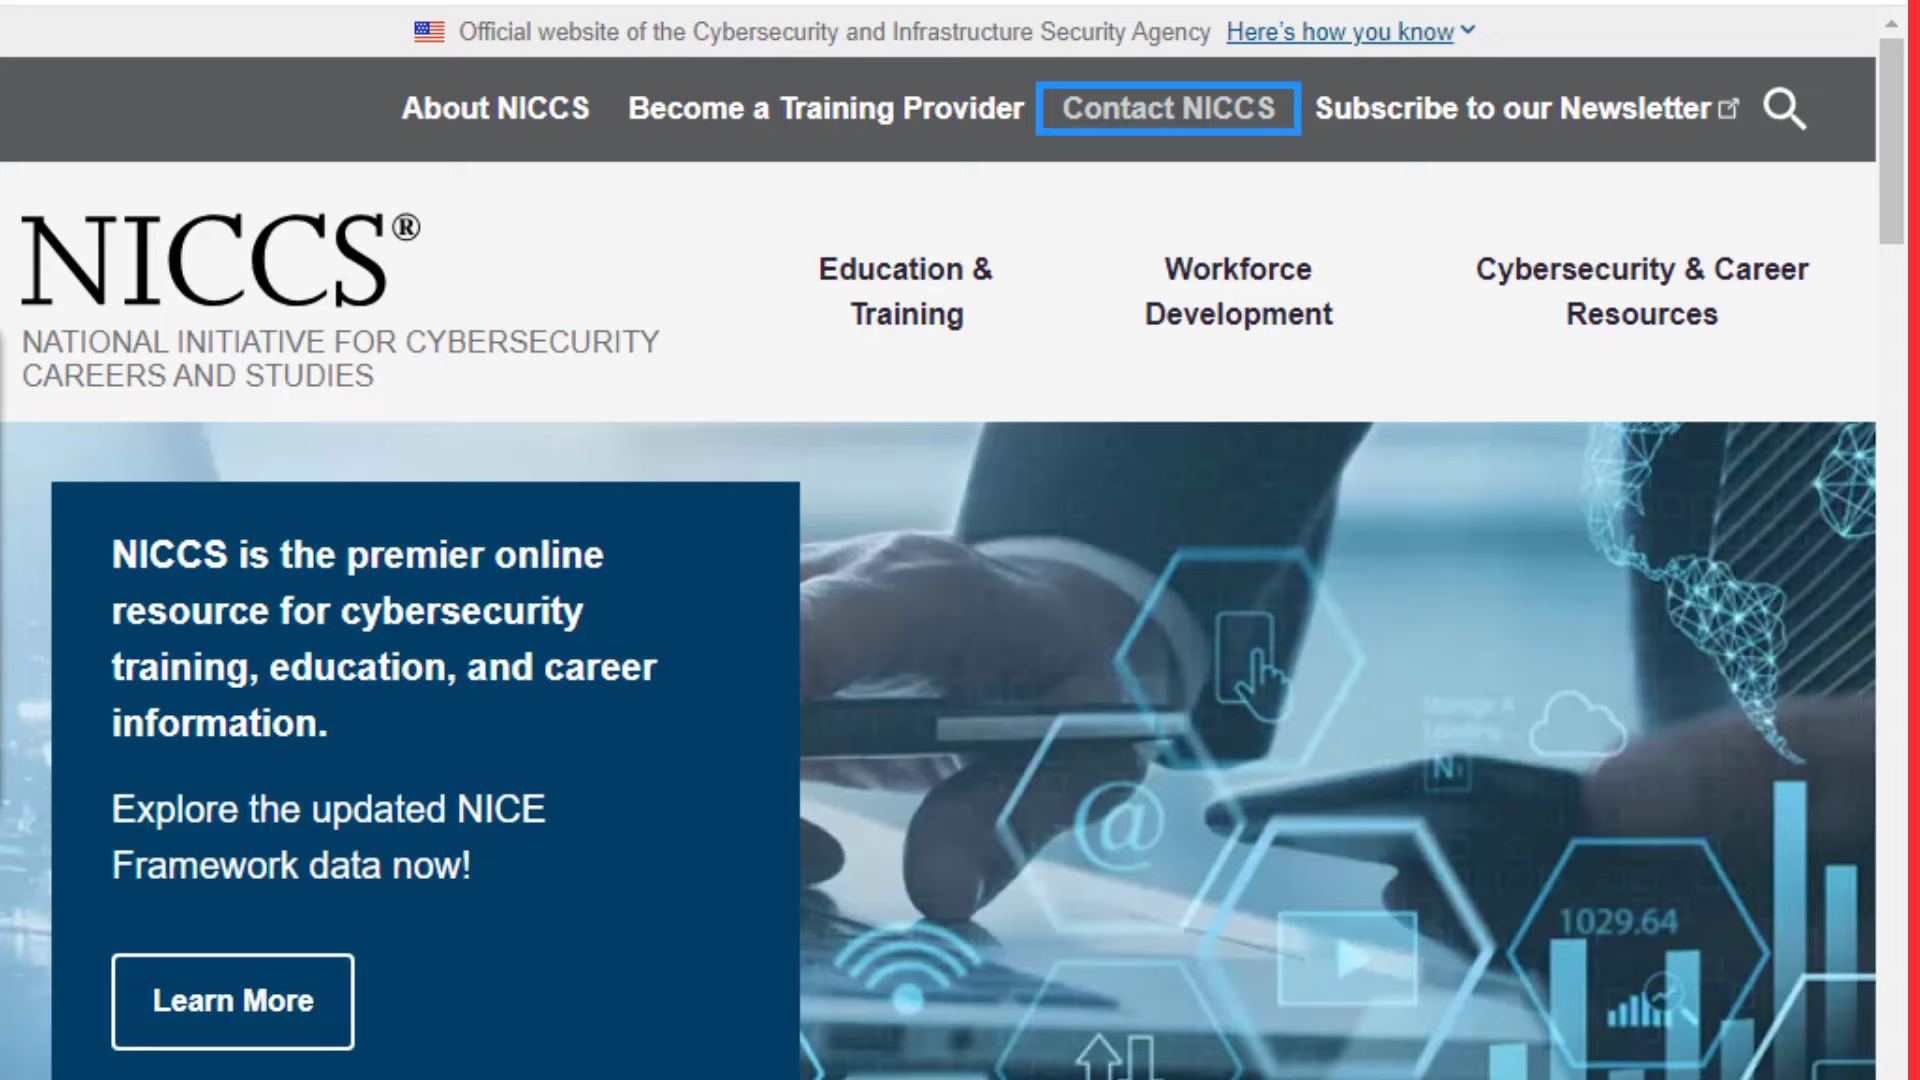 Official website of the Cybersecurity and Infrastructure Security Agency Here's how you know
About NICCS Become a Training Provider Contact NICCS Subscribe to our Newsletter
NICCS®
NATIONAL INITIATIVE FOR CYBERSECURITY
CAREERS AND STUDIES
Education &
Training
Workforce
Development
Cybersecurity & Career
Resources
NICCS is the premier online
resource for cybersecurity
training, education, and career
information.
Explore the updated NICE
Framework data now!
Learn More
@
1029.64